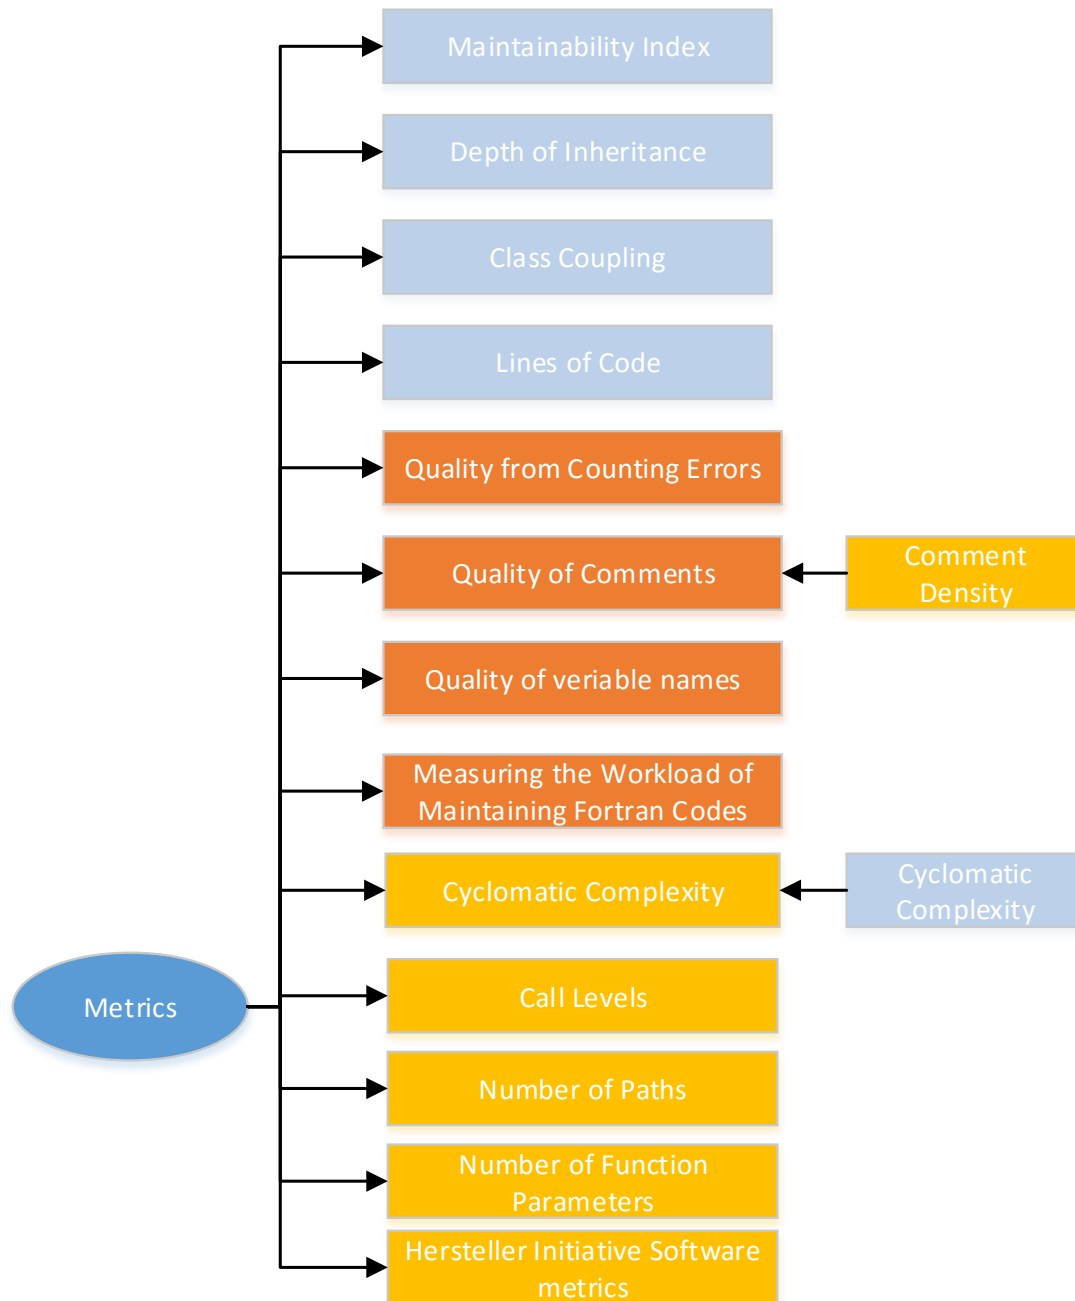 Maintainability Index
Depth of Inheritance
Class Coupling
Lines of Code
Quality from Counting Errors
Quality of Comments
Comment
Density
Quality of veriable names
Measuring the Workload of
Maintaining Fortran Codes
Cyclomatic Complexity
Cyclomatic
Complexity
Call Levels
Metrics
Number of Paths
Number of Function
Parameters
Hersteller Initiative Software
metrics